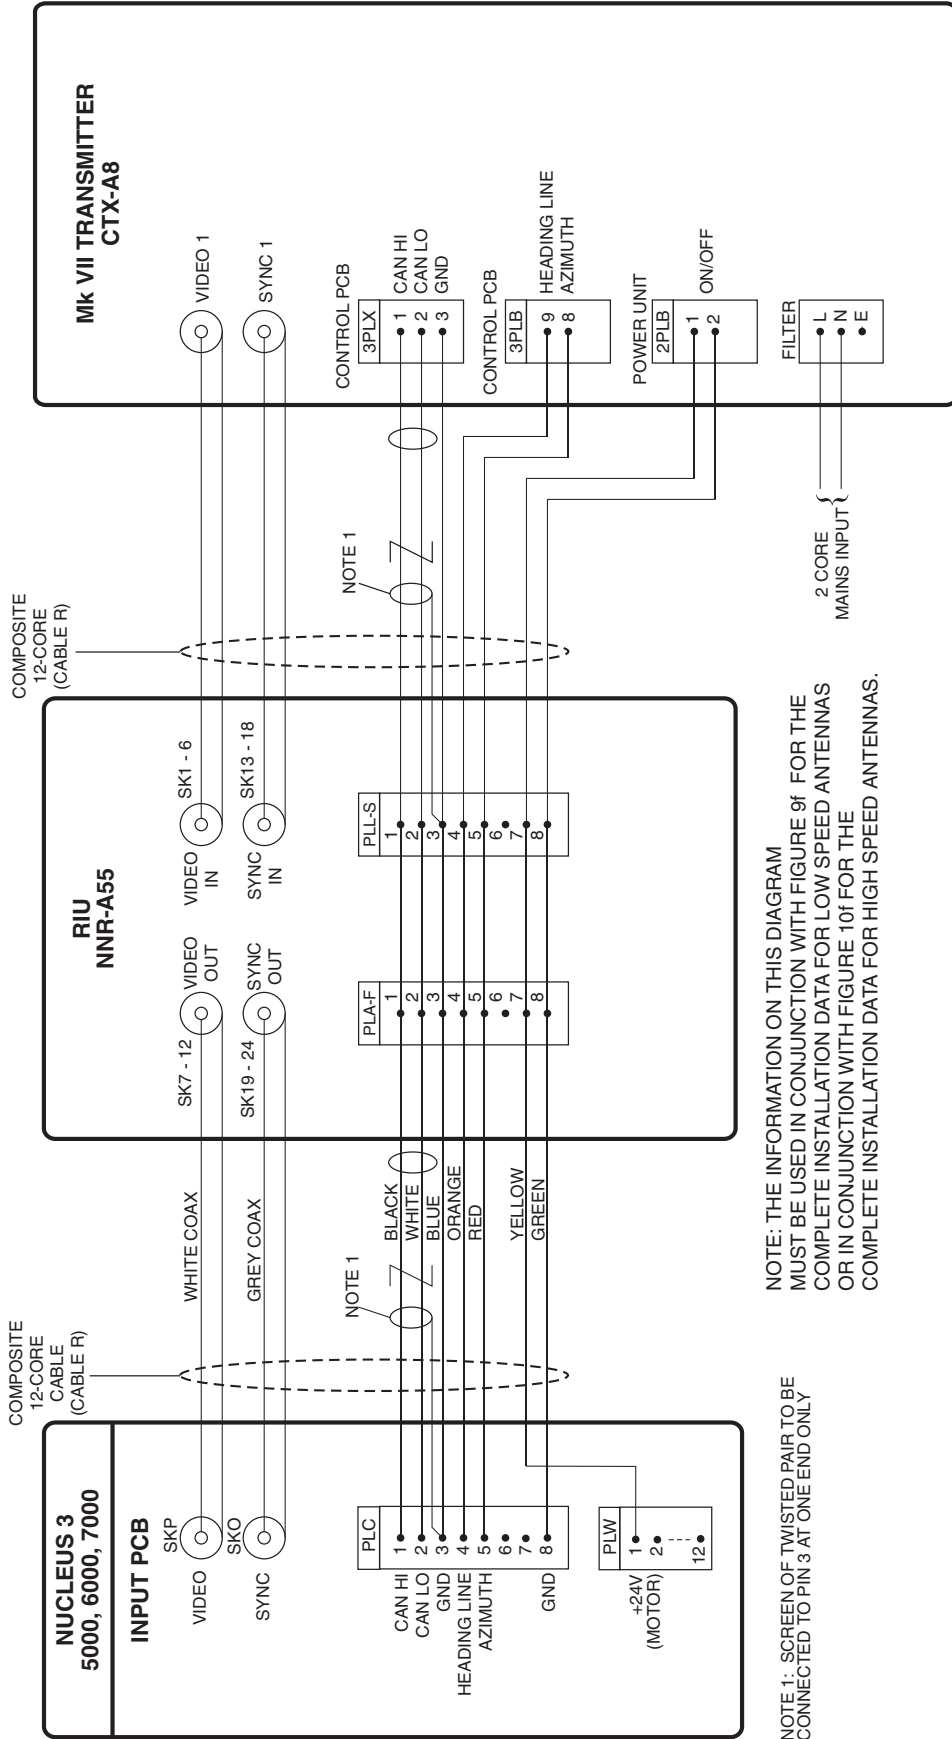 COMPOSITE
12-CORE
CABLE
(CABLE R)
COMPOSITE
12-CORE
(CABLE R)
NUCLEUS 3
5000, 6000, 7000
INPUT PCB
SKP
VIDEO
SKO
SYNC
WHITE COAX
GREY COAX
RIU
NNR-A55
SK7 - 12
VIDEO
OUT
SK19 - 24
SYNC
OUT
VIDEO
IN
SK1 - 6
SYNC
IN
SK13 - 18
Mk VII TRANSMITTER
CTX-A8
VIDEO 1
SYNC 1
PLC
CAN HI 1
CAN LO 2
GND 3
HEADING LINE 4
AZIMUTH 5
6
7
GND 8
PLW
+24V
(MOTOR)
1
2
12
NOTE 1
BLACK
WHITE
BLUE
ORANGE
RED
YELLOW
GREEN
PLA-F
1
2
3
4
5
6
7
8
PLL-S
1
2
3
4
5
6
7
8
NOTE 1
CONTROL PCB
3PLX
1 CAN HI
2 CAN LO
3 GND
CONTROL PCB
3PLB
9 HEADING LINE
8 AZIMUTH
POWER UNIT
2PLB
1
2
ON/OFF
FILTER
L
N
E
2 CORE
MAINS INPUT
NOTE 1: SCREEN OF TWISTED PAIR TO BE
CONNECTED TO PIN 3 AT ONE END ONLY
NOTE: THE INFORMATION ON THIS DIAGRAM
MUST BE USED IN CONJUNCTION WITH FIGURE 9f FOR THE
COMPLETE INSTALLATION DATA FOR LOW SPEED ANTENNAS
OR IN CONJUNCTION WITH FIGURE 10f FOR THE
COMPLETE INSTALLATION DATA FOR HIGH SPEED ANTENNAS.